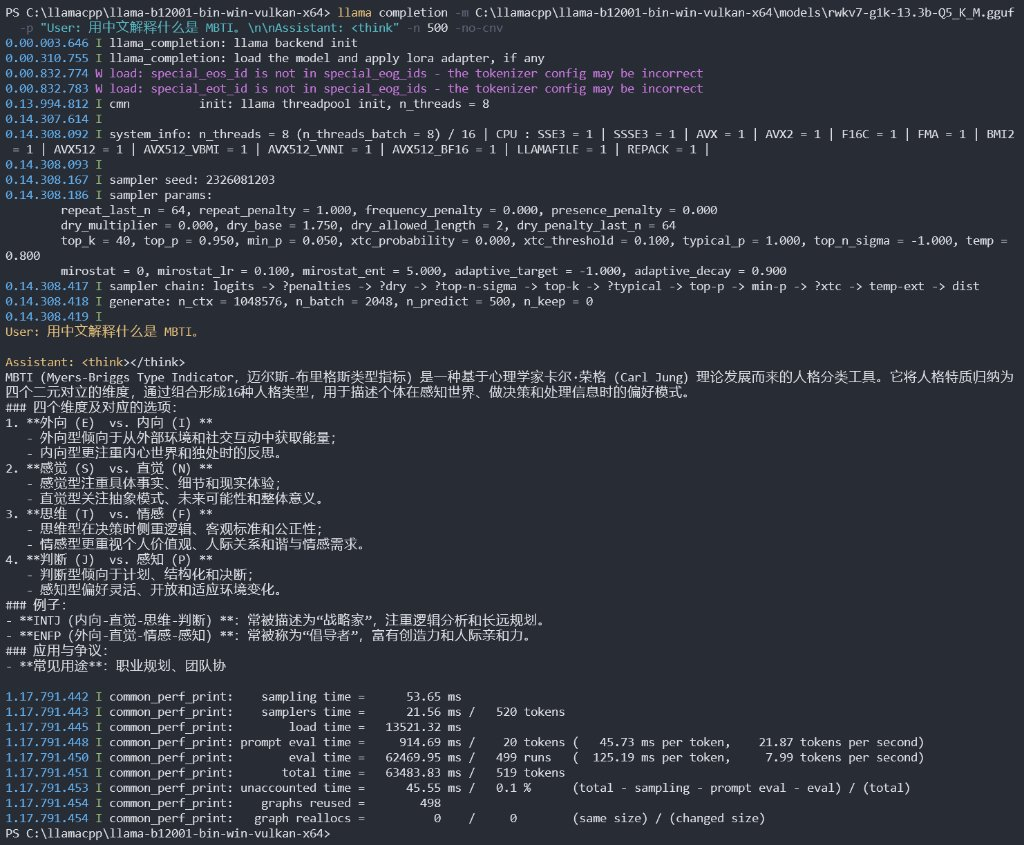 PS C:\llamacpp\llama-b12001-bin-win-vulkan-x64> llama completion -m C:\llamacpp\llama-b12001-bin-win-vulkan-x64\models\rwkv7-g1k-13.3b-Q5_K_M.gguf
-p "User: 用中文解释什么是 MBTI。\n\nAssistant: <think" -n 500 -no-cnv
0.00.003.646 I llama_completion: llama backend init
0.00.310.755 I llama_completion: load the model and apply lora adapter, if any
0.00.832.774 W load: special_eos_id is not in special_eog_ids - the tokenizer config may be incorrect
0.00.832.783 W load: special_eot_id is not in special_eog_ids - the tokenizer config may be incorrect
0.13.994.812 I cmn          init: llama threadpool init, n_threads = 8
0.14.307.614 I
0.14.308.092 I system_info: n_threads = 8 (n_threads_batch = 8) / 16 | CPU : SSE3 = 1 | SSSE3 = 1 | AVX = 1 | AVX2 = 1 | F16C = 1 | FMA = 1 | BMI2
= 1 | AVX512 = 1 | AVX512_VBMI = 1 | AVX512_VNNI = 1 | AVX512_BF16 = 1 | LLAMAFILE = 1 | REPACK = 1 |
0.14.308.093 I
0.14.308.167 I sampler seed: 2326081203
0.14.308.186 I sampler params:
repeat_last_n = 64, repeat_penalty = 1.000, frequency_penalty = 0.000, presence_penalty = 0.000
dry_multiplier = 0.000, dry_base = 1.750, dry_allowed_length = 2, dry_penalty_last_n = 64
top_k = 40, top_p = 0.950, min_p = 0.050, xtc_probability = 0.000, xtc_threshold = 0.100, typical_p = 1.000, top_n_sigma = -1.000, temp =
0.800
mirostat = 0, mirostat_lr = 0.100, mirostat_ent = 5.000, adaptive_target = -1.000, adaptive_decay = 0.900
0.14.308.417 I sampler chain: logits -> ?penalties -> ?dry -> ?top-n-sigma -> top-k -> ?typical -> top-p -> min-p -> ?xtc -> temp-ext -> dist
0.14.308.418 I generate: n_ctx = 1048576, n_batch = 2048, n_predict = 500, n_keep = 0
0.14.308.419 I
User: 用中文解释什么是 MBTI。
Assistant: <think></think>
MBTI (Myers-Briggs Type Indicator, 迈尔斯-布里格斯类型指标) 是一种基于心理学家卡尔·荣格 (Carl Jung) 理论发展而来的人格分类工具。它将人格特质归纳为
四个二元对立的维度，通过组合形成16种人格类型，用于描述个体在感知世界、做决策和处理信息时的偏好模式。
### 四个维度及对应的选项：
1. **外向 (E)  vs. 内向 (I) **
- 外向型倾向于从外部环境和社交互动中获取能量；
- 内向型更注重内心世界和独处时的反思。
2. **感觉 (S)  vs. 直觉 (N) **
- 感觉型注重具体事实、细节和现实体验；
- 直觉型关注抽象模式、未来可能性和整体意义。
3. **思维 (T)  vs. 情感 (F) **
- 思维型在决策时侧重逻辑、客观标准和公正性；
- 情感型更重视个人价值观、人际关系和谐与情感需求。
4. **判断 (J)  vs. 感知 (P) **
- 判断型倾向于计划、结构化和决断；
- 感知型偏好灵活、开放和适应环境变化。
### 例子：
- **INTJ (内向-直觉-思维-判断) **: 常被描述为“战略家”，注重逻辑分析和长远规划。
- **ENFP (外向-直觉-情感-感知) **: 常被称为“倡导者”，富有创造力和人际亲和力。
### 应用与争议：
- **常见用途**: 职业规划、团队协
1.17.791.442 I common_perf_print:    sampling time =      53.65 ms
1.17.791.443 I common_perf_print:    samplers time =      21.56 ms /   520 tokens
1.17.791.445 I common_perf_print:        load time =   13521.32 ms
1.17.791.448 I common_perf_print: prompt eval time =     914.69 ms /    20 tokens (   45.73 ms per token,    21.87 tokens per second)
1.17.791.450 I common_perf_print:        eval time =   62469.95 ms /   499 runs   (  125.19 ms per token,     7.99 tokens per second)
1.17.791.451 I common_perf_print:       total time =   63483.83 ms /   519 tokens
1.17.791.453 I common_perf_print: unaccounted time =      45.55 ms /   0.1 %      (total - sampling - prompt eval - eval) / (total)
1.17.791.454 I common_perf_print:    graphs reused =        498
1.17.791.454 I common_perf_print:   graph reallocs =          0    /     0        (same size) / (changed size)
PS C:\llamacpp\llama-b12001-bin-win-vulkan-x64>